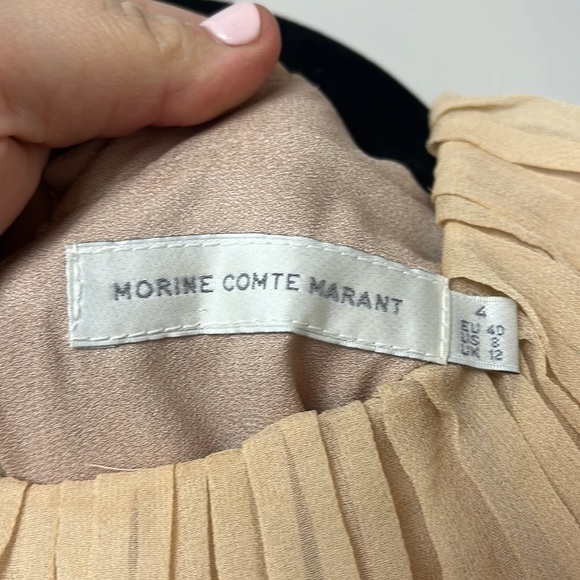 MORINE COMTE MARANT
4
EU 40
US 8
UK 12